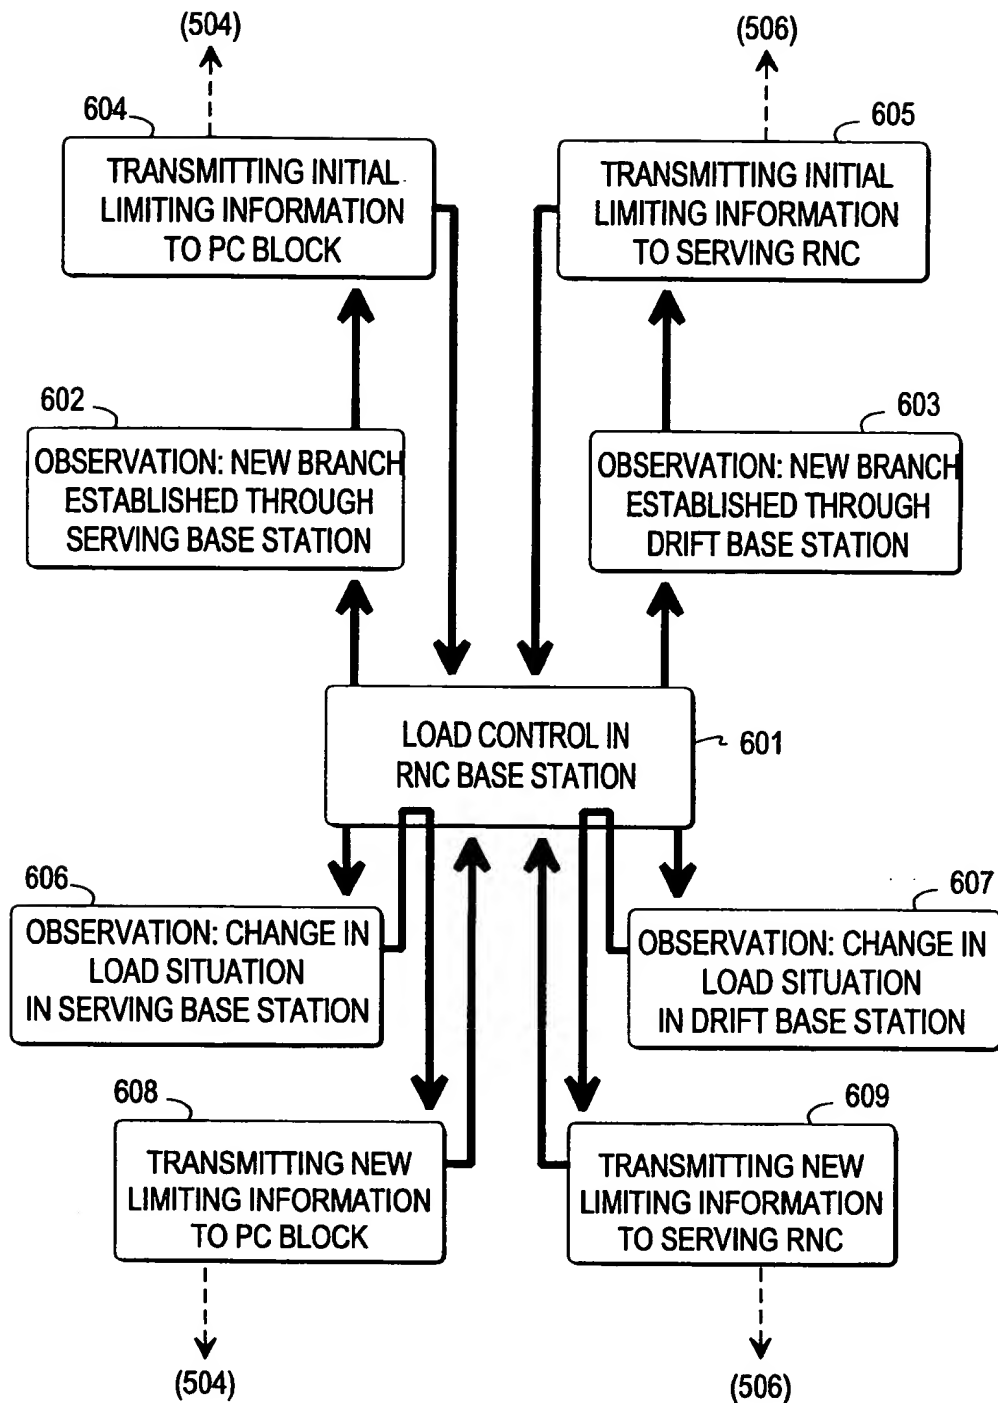 (504)
(506)
604
605
TRANSMITTING INITIAL
LIMITING INFORMATION
TO PC BLOCK
TRANSMITTING INITIAL
LIMITING INFORMATION
TO SERVING RNC
602
603
OBSERVATION: NEW BRANCH
ESTABLISHED THROUGH
SERVING BASE STATION
OBSERVATION: NEW BRANCH
ESTABLISHED THROUGH
DRIFT BASE STATION
LOAD CONTROL IN
RNC BASE STATION
601
606
607
OBSERVATION: CHANGE IN
LOAD SITUATION
IN SERVING BASE STATION
OBSERVATION: CHANGE IN
LOAD SITUATION
IN DRIFT BASE STATION
608
609
TRANSMITTING NEW
LIMITING INFORMATION
TO PC BLOCK
TRANSMITTING NEW
LIMITING INFORMATION
TO SERVING RNC
(504)
(506)